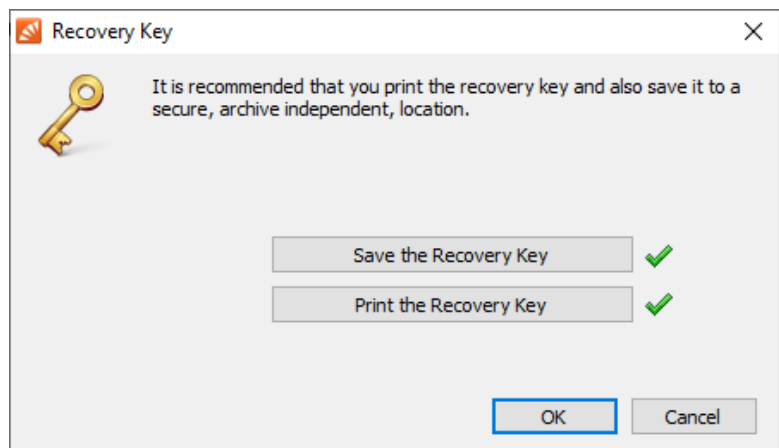 Recovery Key
It is recommended that you print the recovery key and also save it to a
secure, archive independent, location.
Save the Recovery Key
Print the Recovery Key
OK
Cancel